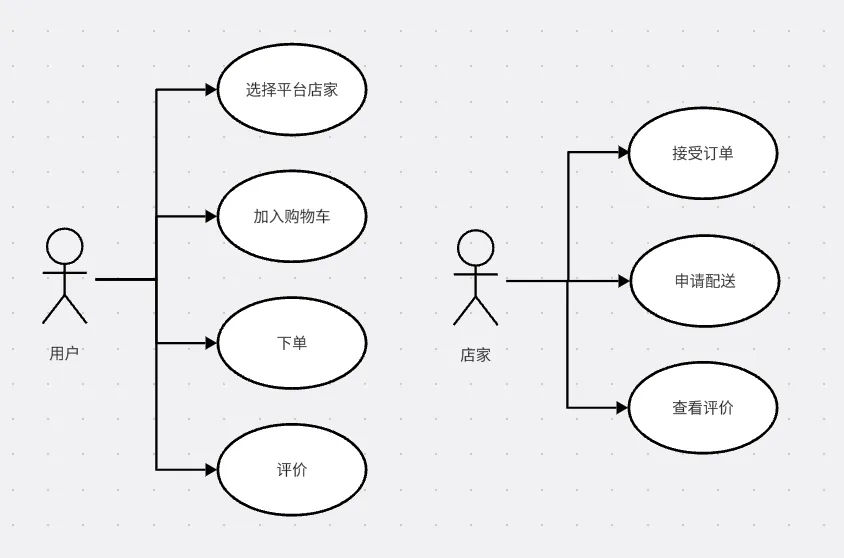 选择平台店家
加入购物车
用户
下单
评价
接受订单
申请配送
店家
查看评价